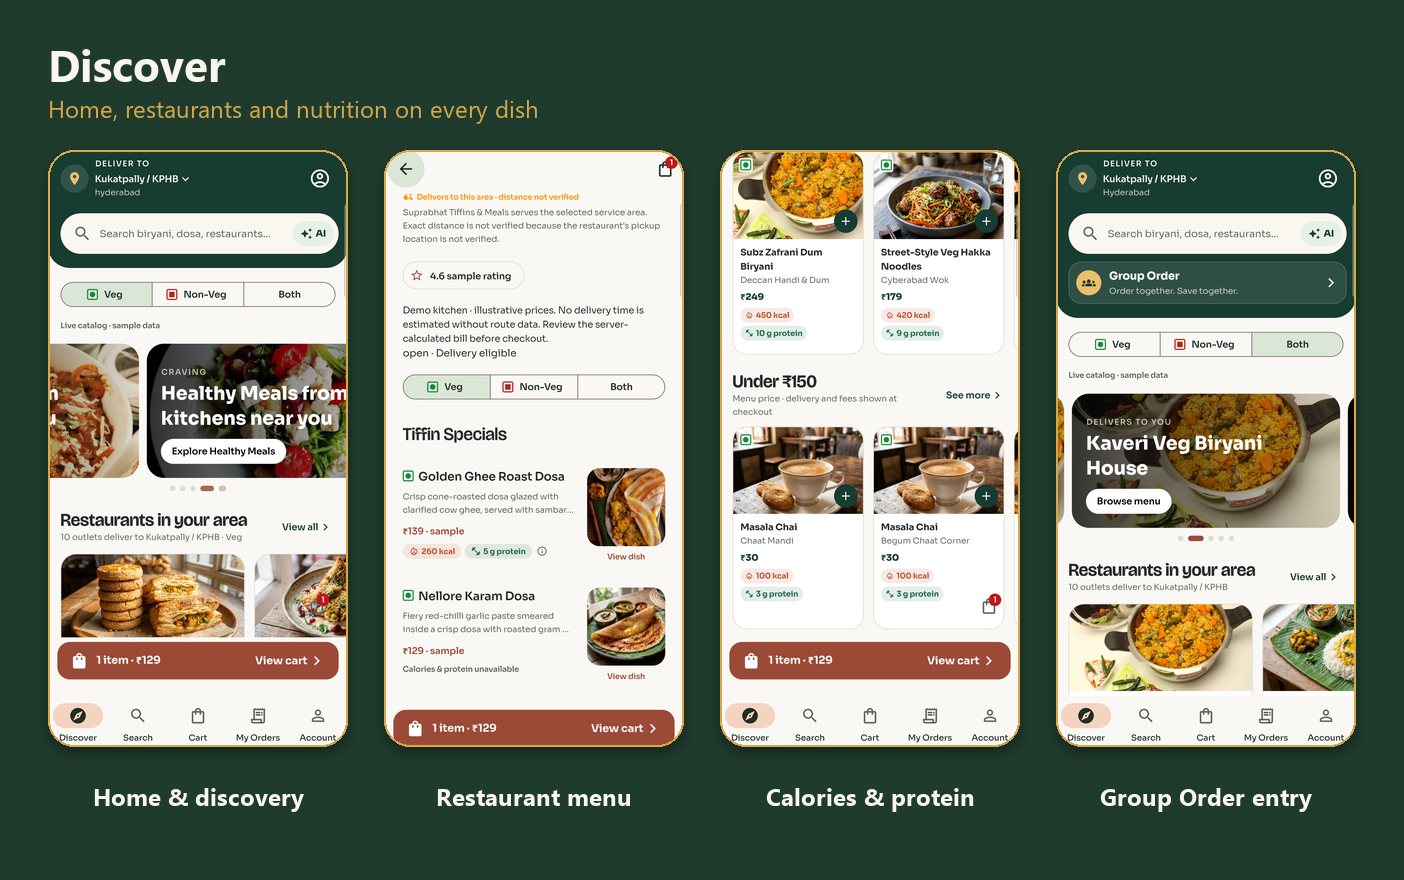 Discover
Home, restaurants and nutrition on every dish
DELIVER TO
Kukatpally / KPHB
hyderabad
Search biryani, dosa, restaurants...
AI
Veg
Non-Veg
Both
Live catalog · sample data
CRAVING
Healthy Meals from
kitchens near you
Explore Healthy Meals
Restaurants in your area
View all
10 outlets deliver to Kukatpally / KPHB · Veg
1
1 item · ₹129
View cart
Discover
Search
Cart
My Orders
Account
Home & discovery
1
Delivers to this area · distance not verified
Suprabhat Tiffins & Meals serves the selected service area.
Exact distance is not verified because the restaurant's pickup
location is not verified.
4.6 sample rating
Demo kitchen · illustrative prices. No delivery time is
estimated without route data. Review the server-
calculated bill before checkout.
open · Delivery eligible
Veg
Non-Veg
Both
Tiffin Specials
Golden Ghee Roast Dosa
Crisp cone-roasted dosa glazed with
clarified cow ghee, served with sambar...
₹139 · sample
260 kcal
5 g protein
View dish
Nellore Karam Dosa
Fiery red-chilli garlic paste smeared
inside a crisp dosa with roasted gram ...
₹129 · sample
Calories & protein unavailable
View dish
1 item · ₹129
View cart
Restaurant menu
Subz Zafrani Dum
Biryani
Deccan Handi & Dum
₹249
450 kcal
10 g protein
Street-Style Veg Hakka
Noodles
Cyberabad Wok
₹179
420 kcal
9 g protein
Under ₹150
Menu price · delivery and fees shown at
checkout
See more
Masala Chai
Chaat Mandi
₹30
100 kcal
3 g protein
Masala Chai
Begum Chaat Corner
₹30
100 kcal
3 g protein
1
1 item · ₹129
View cart
Discover
Search
Cart
My Orders
Account
Calories & protein
DELIVER TO
Kukatpally / KPHB
Hyderabad
Search biryani, dosa, restaurants...
AI
Group Order
Order together. Save together.
Veg
Non-Veg
Both
Live catalog · sample data
DELIVERS TO YOU
Kaveri Veg Biryani
House
Browse menu
Restaurants in your area
View all
10 outlets deliver to Kukatpally / KPHB
Discover
Search
Cart
My Orders
Account
Group Order entry